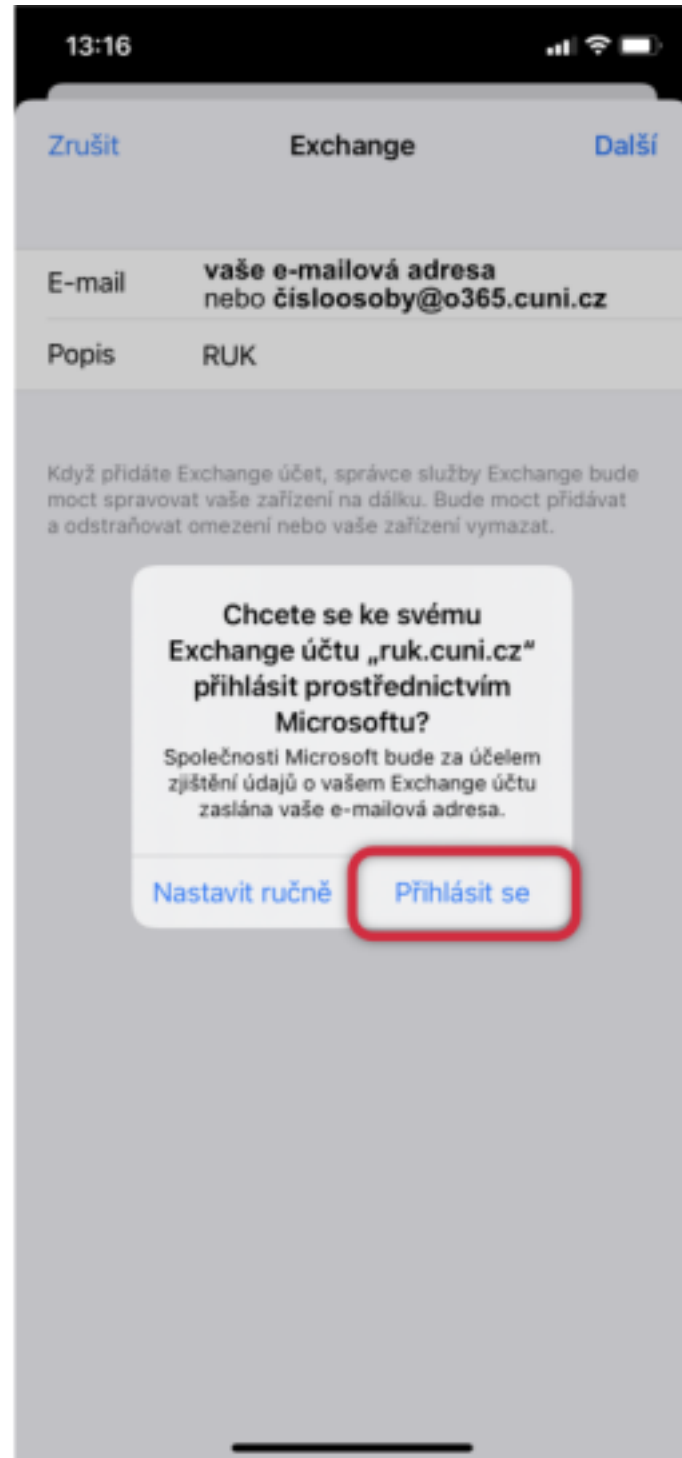 13:16
Zrušit Exchange Další
E-mail vaše e-mailová adresa
nebo čísloosoby@o365.cuni.cz
Popis RUK
Když přidáte Exchange účet, správce služby Exchange bude
moct spravovat vaše zařízení na dálku. Bude moct přidávat
a odstraňovat omezení nebo vaše zařízení vymazat.
Chcete se ke svému
Exchange účtu „ruk.cuni.cz“
přihlásit prostřednictvím
Microsoftu?
Společnosti Microsoft bude za účelem
zjištění údajů o vašem Exchange účtu
zaslána vaše e-mailová adresa.
Nastavit ručně Přihlásit se